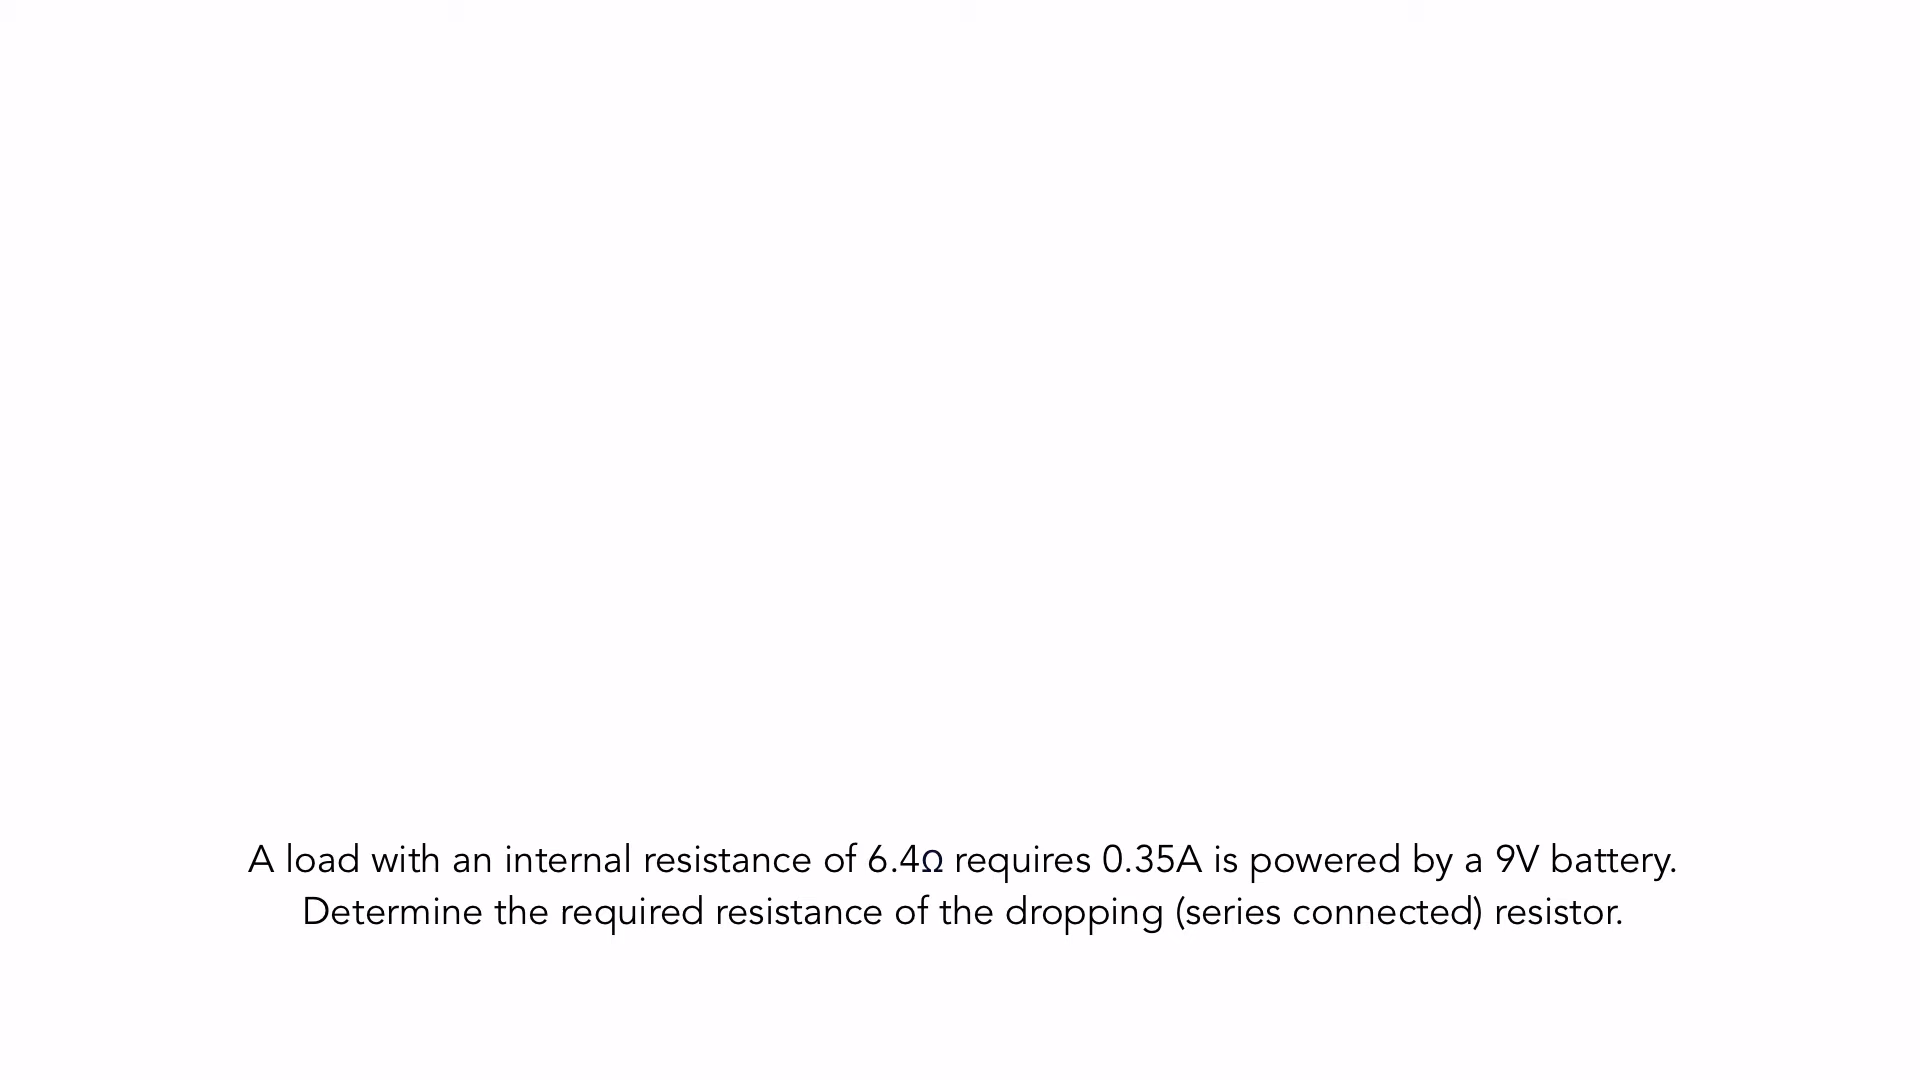 A load with an internal resistance of 6.4Ω requires 0.35A is powered by a 9V battery.
Determine the required resistance of the dropping (series connected) resistor.